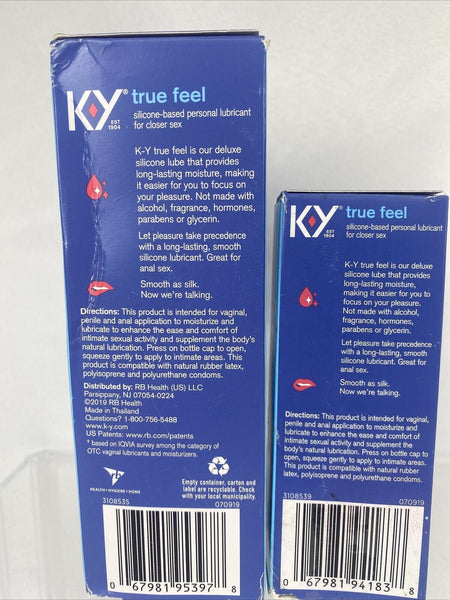 KY® true feel
EST 1904
silicone-based personal lubricant
for closer sex
K-Y true feel is our deluxe
silicone lube that provides
long-lasting moisture, making
it easier for you to focus on
your pleasure. Not made with
alcohol, fragrance, hormones,
parabens or glycerin.
Let pleasure take precedence
with a long-lasting, smooth
silicone lubricant. Great for
anal sex.
Smooth as silk.
Now we're talking.
Directions: This product is intended for vaginal,
penile and anal application to moisturize and
lubricate to enhance the ease and comfort of
intimate sexual activity and supplement the body's
natural lubrication. Press on bottle cap to open,
squeeze gently to apply to intimate areas. This
product is compatible with natural rubber latex,
polyisoprene and polyurethane condoms.
Distributed by: RB Health (US) LLC
Parsippany, NJ 07054-0224
©2019 RB Health
Made in Thailand
Questions? 1-800-756-5488
www.k-y.com
US Patents: www.rb.com/patents
† based on IQVIA survey among the category of
OTC vaginal lubricants and moisturizers.
HEALTH • HYGIENE • HOME
Empty container, carton and
label are recyclable. Check
with your local municipality.
3108535 070919
0 67981 95397 8
KY® true feel
EST 1904
silicone-based personal lubricant
for closer sex
K-Y true feel is our deluxe
silicone lube that provides
long-lasting moisture,
making it easier for you to
focus on your pleasure.
Not made with alcohol,
fragrance, hormones,
parabens or glycerin.
Let pleasure take precedence
with a long-lasting, smooth
silicone lubricant. Great for
anal sex.
Smooth as silk.
Now we're talking.
Directions: This product is intended for vaginal,
penile and anal application to moisturize and
lubricate to enhance the ease and comfort of
intimate sexual activity and supplement the
body's natural lubrication. Press on bottle cap to
open, squeeze gently to apply to intimate areas.
This product is compatible with natural rubber
latex, polyisoprene and polyurethane condoms.
3108539 070919
0 67981 94183 8